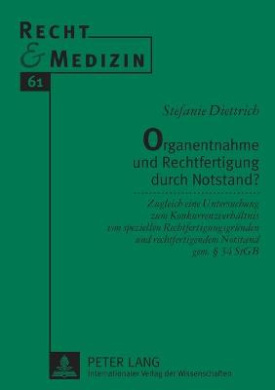 RECHT
& MEDIZIN
61
Stefanie Diettrich
Organentnahme
und Rechtfertigung
durch Notstand?
Zugleich eine Untersuchung
zum Konkurrenzverhältnis
von speziellen Rechtfertigungsgründen
und rechtfertigendem Notstand
gem. § 34 StGB
PETER LANG
Internationaler Verlag der Wissenschaften